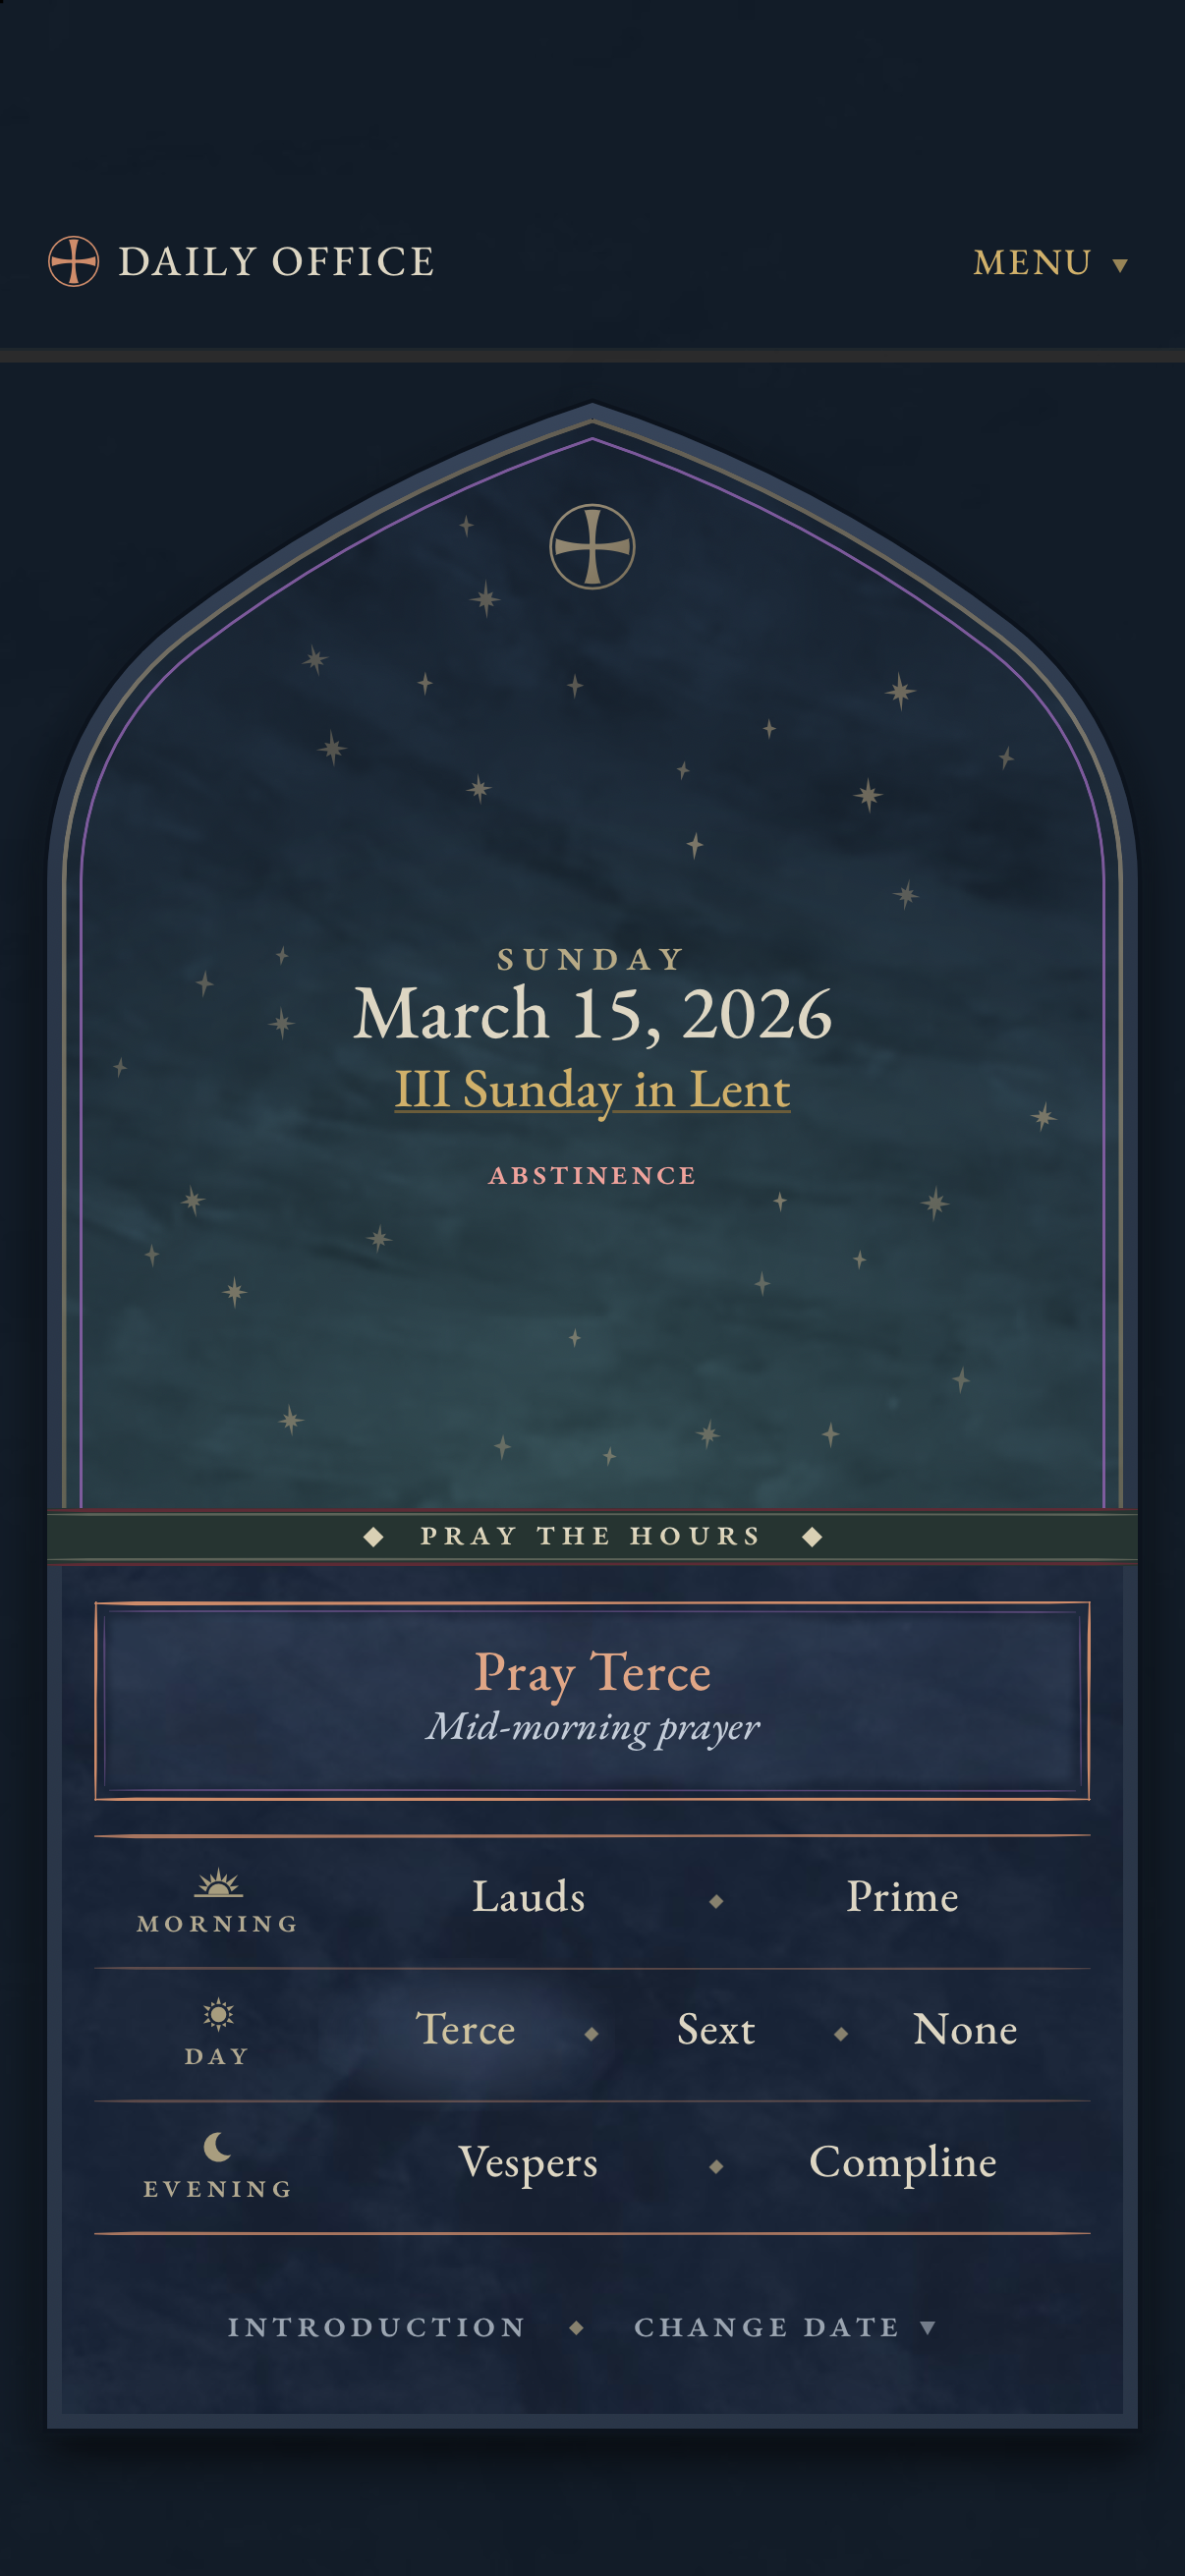 DAILY OFFICE
MENU ▼
SUNDAY
March 15, 2026
III Sunday in Lent
ABSTINENCE
◆ PRAY THE HOURS ◆
Pray Terce
Mid-morning prayer
MORNING
Lauds ◆ Prime
DAY
Terce ◆ Sext ◆ None
EVENING
Vespers ◆ Compline
INTRODUCTION ◆ CHANGE DATE ▼